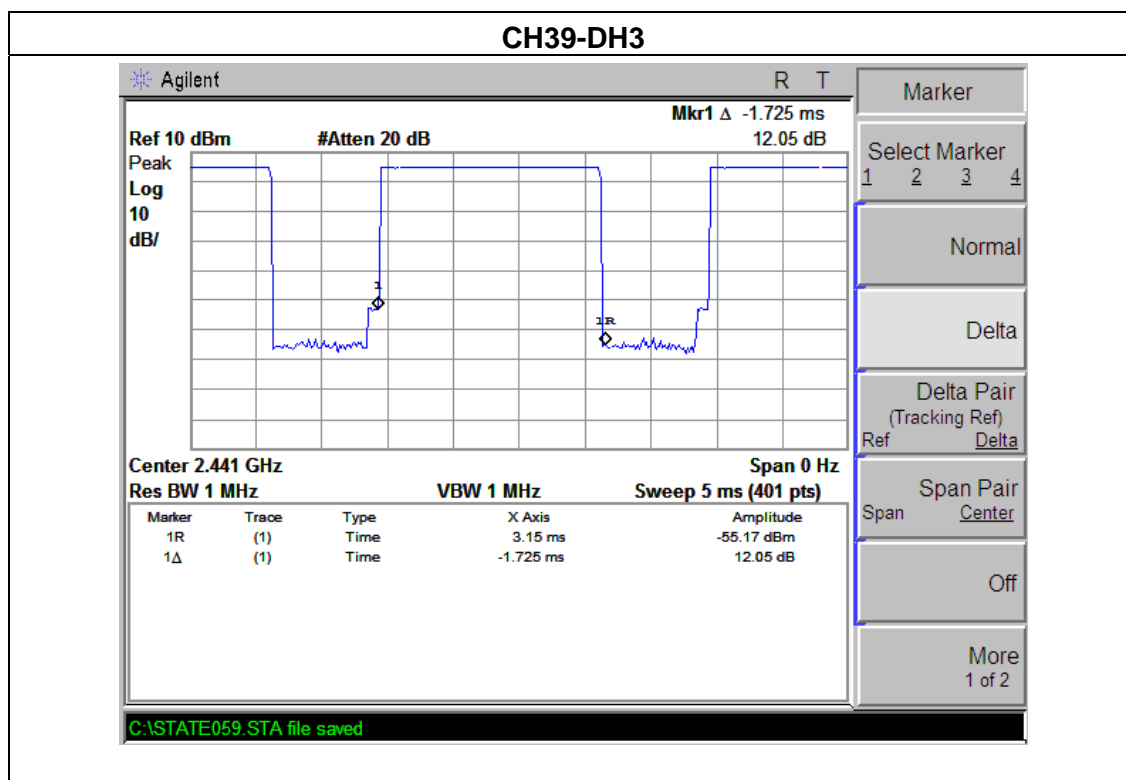 CH39-DH3
Agilent R T
Mkr1 Δ -1.725 ms
Ref 10 dBm #Atten 20 dB 12.05 dB
Peak
Log
10
dB/
1
1R
Center 2.441 GHz Span 0 Hz
Res BW 1 MHz VBW 1 MHz Sweep 5 ms (401 pts)
Marker Trace Type X Axis Amplitude
1R (1) Time 3.15 ms -55.17 dBm
1Δ (1) Time -1.725 ms 12.05 dB
C:\STATE059.STA file saved
Marker
Select Marker
1 2 3 4
Normal
Delta
Delta Pair
(Tracking Ref)
Ref Delta
Span Pair
Span Center
Off
More
1 of 2